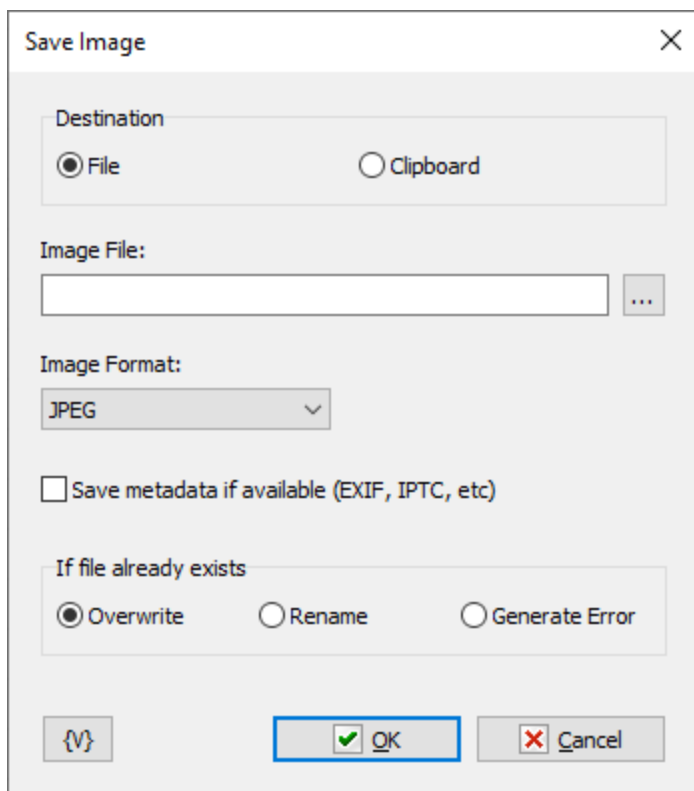 Save Image
Destination
File Clipboard
Image File:
...
Image Format:
JPEG
Save metadata if available (EXIF, IPTC, etc)
If file already exists
Overwrite Rename Generate Error
{V} OK Cancel